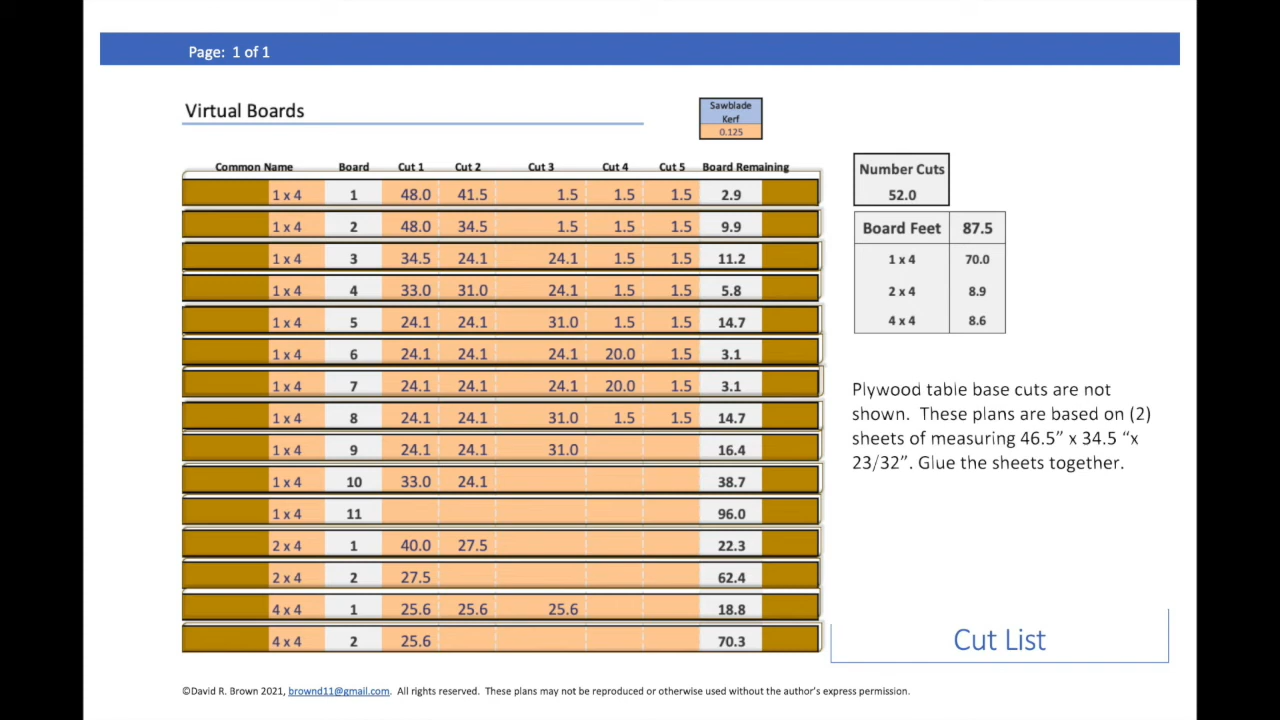 Page: 1 of 1
Virtual Boards
Sawblade
Kerf
0.125
Common Name Board Cut 1 Cut 2 Cut 3 Cut 4 Cut 5 Board Remaining
1 x 4 1 48.0 41.5 1.5 1.5 1.5 2.9
1 x 4 2 48.0 34.5 1.5 1.5 1.5 9.9
1 x 4 3 34.5 24.1 24.1 1.5 1.5 11.2
1 x 4 4 33.0 31.0 24.1 1.5 1.5 5.8
1 x 4 5 24.1 24.1 31.0 1.5 1.5 14.7
1 x 4 6 24.1 24.1 24.1 20.0 1.5 3.1
1 x 4 7 24.1 24.1 24.1 20.0 1.5 3.1
1 x 4 8 24.1 24.1 31.0 1.5 1.5 14.7
1 x 4 9 24.1 24.1 31.0 16.4
1 x 4 10 33.0 24.1 38.7
1 x 4 11 96.0
2 x 4 1 40.0 27.5 22.3
2 x 4 2 27.5 62.4
4 x 4 1 25.6 25.6 25.6 18.8
4 x 4 2 25.6 70.3
Number Cuts
52.0
Board Feet 87.5
1 x 4 70.0
2 x 4 8.9
4 x 4 8.6
Plywood table base cuts are not
shown. These plans are based on (2)
sheets of measuring 46.5” x 34.5 “x
23/32”. Glue the sheets together.
Cut List
©David R. Brown 2021, brownd11@gmail.com. All rights reserved. These plans may not be reproduced or otherwise used without the author's express permission.